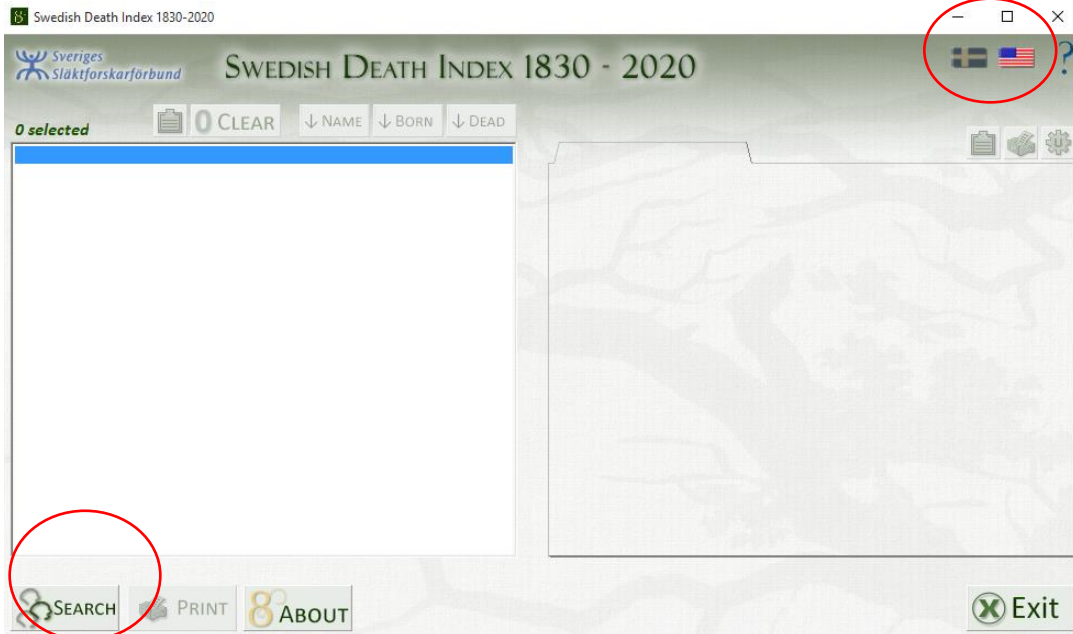 Swedish Death Index 1830-2020
Sveriges
Släktforskarförbund
SWEDISH DEATH INDEX 1830 - 2020
?
0 selected
0 CLEAR
↓ NAME
↓ BORN
↓ DEAD
SEARCH
PRINT
ABOUT
Exit